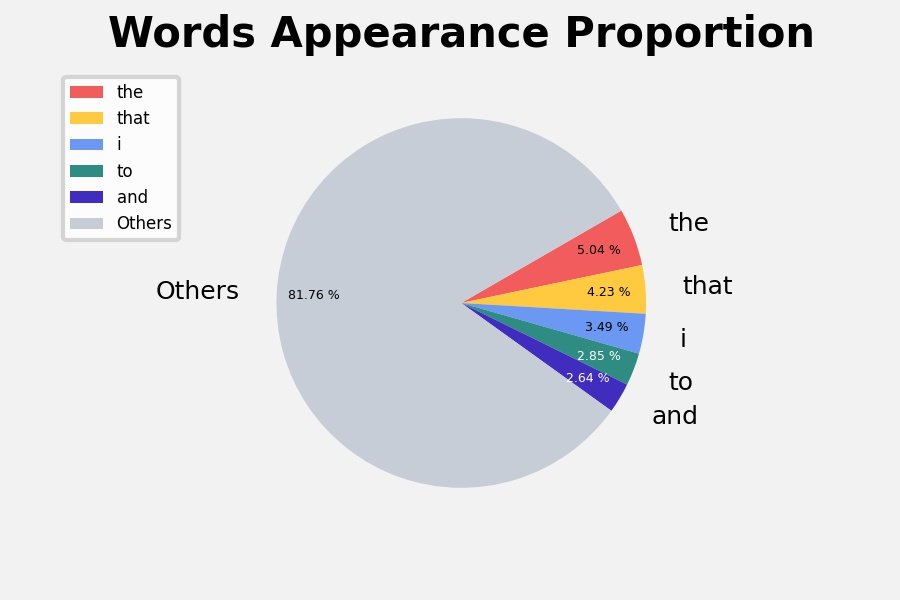 Words Appearance Proportion
the
that
i
to
and
Others
the
5.04 %
that
4.23 %
Others
81.76 %
3.49 %
i
2.85 %
to
2.64 %
and